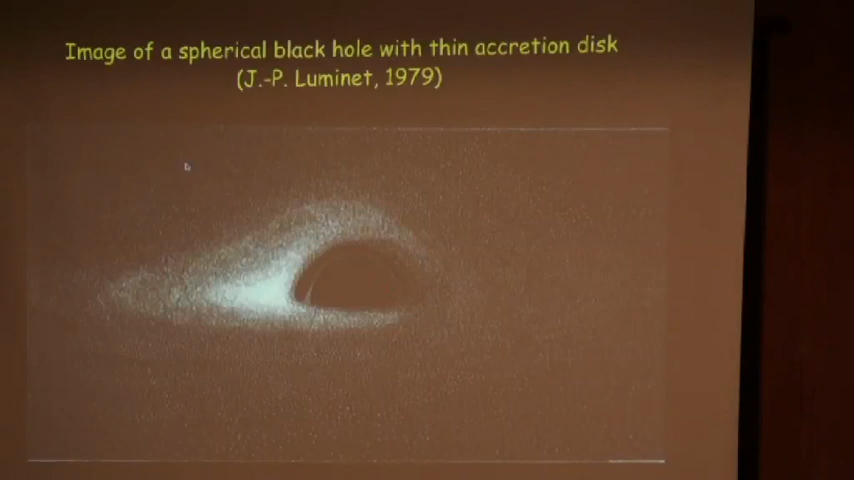 Image of a spherical black hole with thin accretion disk
(J.-P. Luminet, 1979)